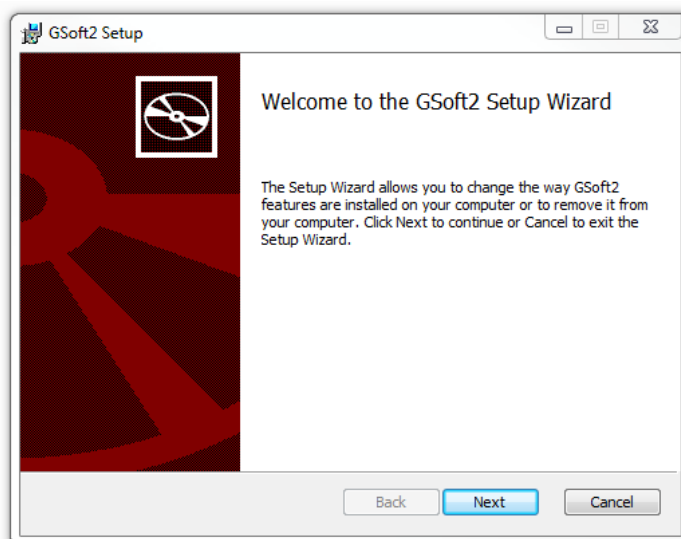 GSoft2 Setup
Welcome to the GSoft2 Setup Wizard
The Setup Wizard allows you to change the way GSoft2
features are installed on your computer or to remove it from
your computer. Click Next to continue or Cancel to exit the
Setup Wizard.
Back Next Cancel